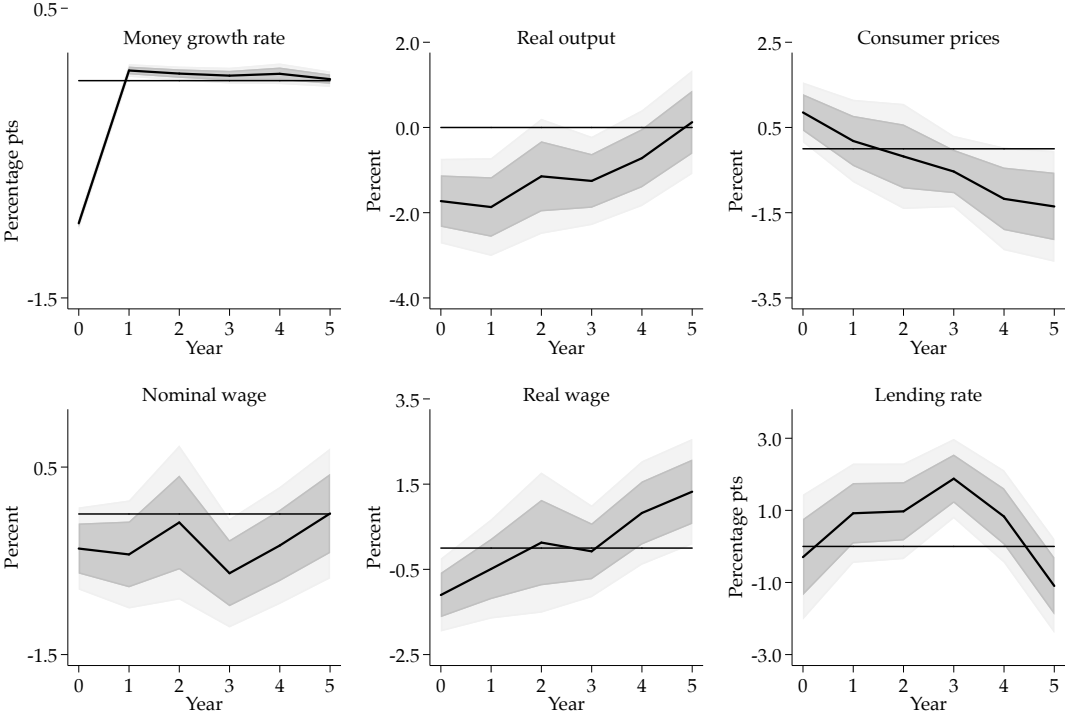 Money growth rate
0.5
-1.5
Percentage pts
0 1 2 3 4 5
Year
Real output
2.0
0.0
-2.0
-4.0
Percent
0 1 2 3 4 5
Year
Consumer prices
2.5
0.5
-1.5
-3.5
Percent
0 1 2 3 4 5
Year
Nominal wage
0.5
-1.5
Percent
0 1 2 3 4 5
Year
Real wage
3.5
1.5
-0.5
-2.5
Percent
0 1 2 3 4 5
Year
Lending rate
3.0
1.0
-1.0
-3.0
Percentage pts
0 1 2 3 4 5
Year